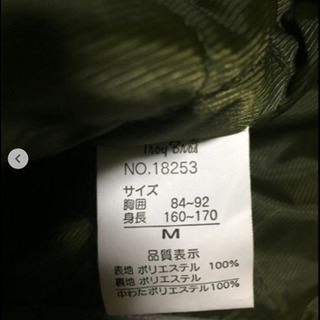 Troy Bros
NO.18253
サイズ
胸囲 84~92
身長 160~170
M
品質表示
表地 ポリエステル 100%
裏地 ポリエステル 100%
中わた ポリエステル 100%